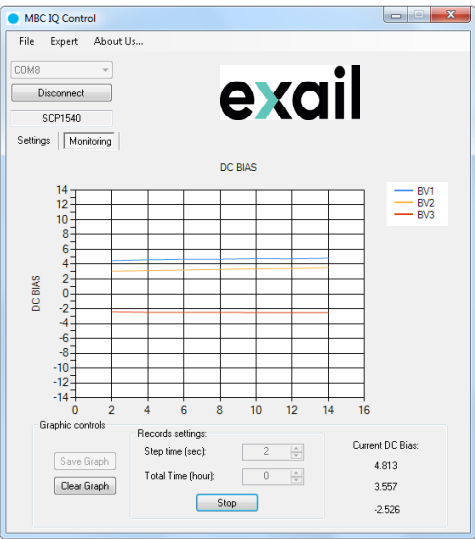 MBC IQ Control
File Expert About Us...
COM8
Disconnect
SCP1540
exail
Settings Monitoring
DC BIAS
BV1
BV2
BV3
DC BIAS
14
12
10
8
6
4
2
0
-2
-4
-6
-8
-10
-12
-14
0 2 4 6 8 10 12 14 16
Graphic controls
Save Graph
Clear Graph
Records settings:
Step time (sec): 2
Total Time (hour): 0
Stop
Current DC Bias:
4.813
3.557
-2.526